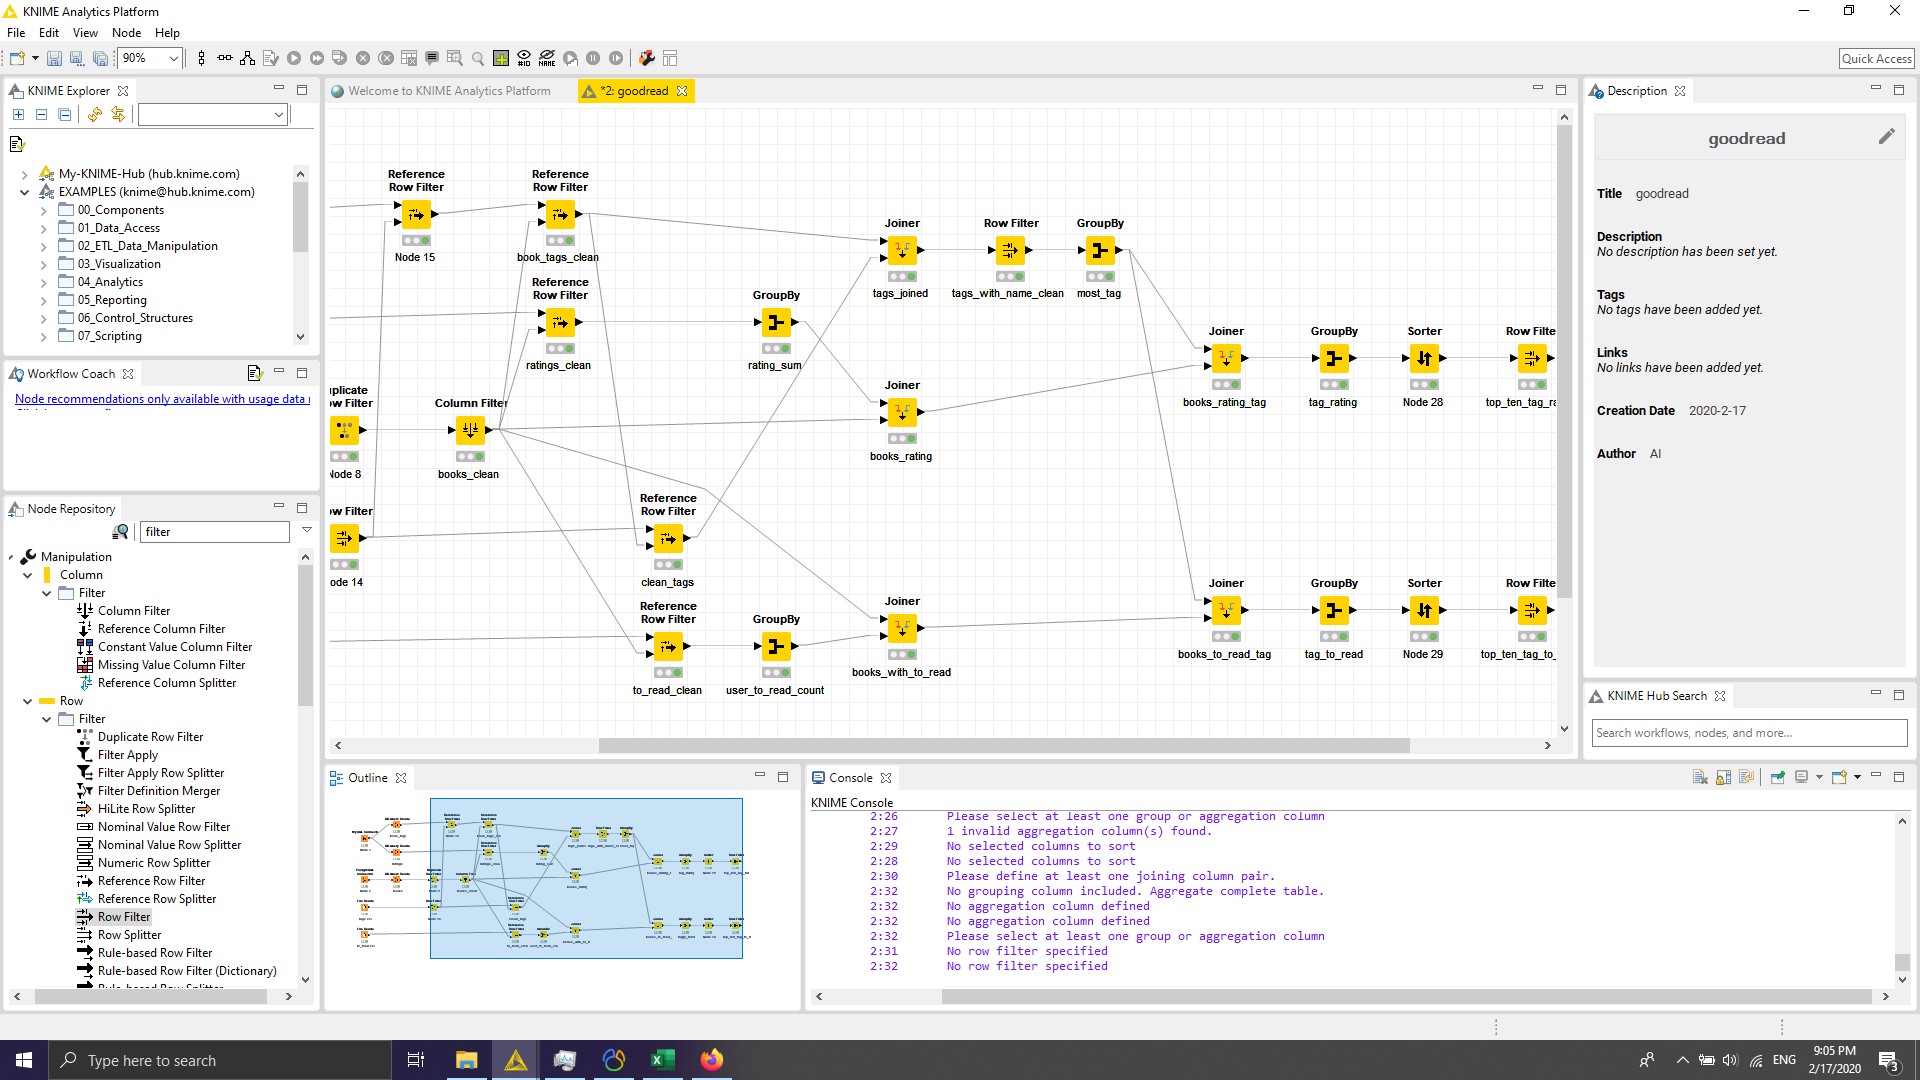 KNIME Analytics Platform
File Edit View Node Help
90%
#ID
NAME
Quick Access
KNIME Explorer
My-KNIME-Hub (hub.knime.com)
EXAMPLES (knime@hub.knime.com)
00_Components
01_Data_Access
02_ETL_Data_Manipulation
03_Visualization
04_Analytics
05_Reporting
06_Control_Structures
07_Scripting
Workflow Coach
Node recommendations only available with usage data
Node Repository
filter
Manipulation
Column
Filter
Column Filter
Reference Column Filter
Constant Value Column Filter
Missing Value Column Filter
Reference Column Splitter
Row
Filter
Duplicate Row Filter
Filter Apply
Filter Apply Row Splitter
Filter Definition Merger
HiLite Row Splitter
Nominal Value Row Filter
Nominal Value Row Splitter
Numeric Row Splitter
Reference Row Filter
Reference Row Splitter
Row Filter
Row Splitter
Rule-based Row Filter
Rule-based Row Filter (Dictionary)
Rule-based Row Splitter
Welcome to KNIME Analytics Platform
*2: goodread
Reference
Row Filter
Node 15
Reference
Row Filter
book_tags_clean
Joiner
tags_joined
Row Filter
tags_with_name_clean
GroupBy
most_tag
Reference
Row Filter
ratings_clean
GroupBy
rating_sum
Joiner
books_rating_tag
GroupBy
tag_rating
Sorter
Node 28
Row Filte
top_ten_tag_ra
uplicate
ow Filter
Node 8
Column Filter
books_clean
Joiner
books_rating
ow Filter
ode 14
Reference
Row Filter
clean_tags
Reference
Row Filter
to_read_clean
GroupBy
user_to_read_count
Joiner
books_with_to_read
Joiner
books_to_read_tag
GroupBy
tag_to_read
Sorter
Node 29
Row Filte
top_ten_tag_to_
Description
goodread
Title goodread
Description
No description has been set yet.
Tags
No tags have been added yet.
Links
No links have been added yet.
Creation Date 2020-2-17
Author Al
KNIME Hub Search
Search workflows, nodes, and more...
Outline
Console
KNIME Console
2:26 Please select at least one group or aggregation column
2:27 1 invalid aggregation column(s) found.
2:29 No selected columns to sort
2:28 No selected columns to sort
2:30 Please define at least one joining column pair.
2:32 No grouping column included. Aggregate complete table.
2:32 No aggregation column defined
2:32 No aggregation column defined
2:32 Please select at least one group or aggregation column
2:31 No row filter specified
2:32 No row filter specified
Type here to search
ENG
9:05 PM
2/17/2020
3